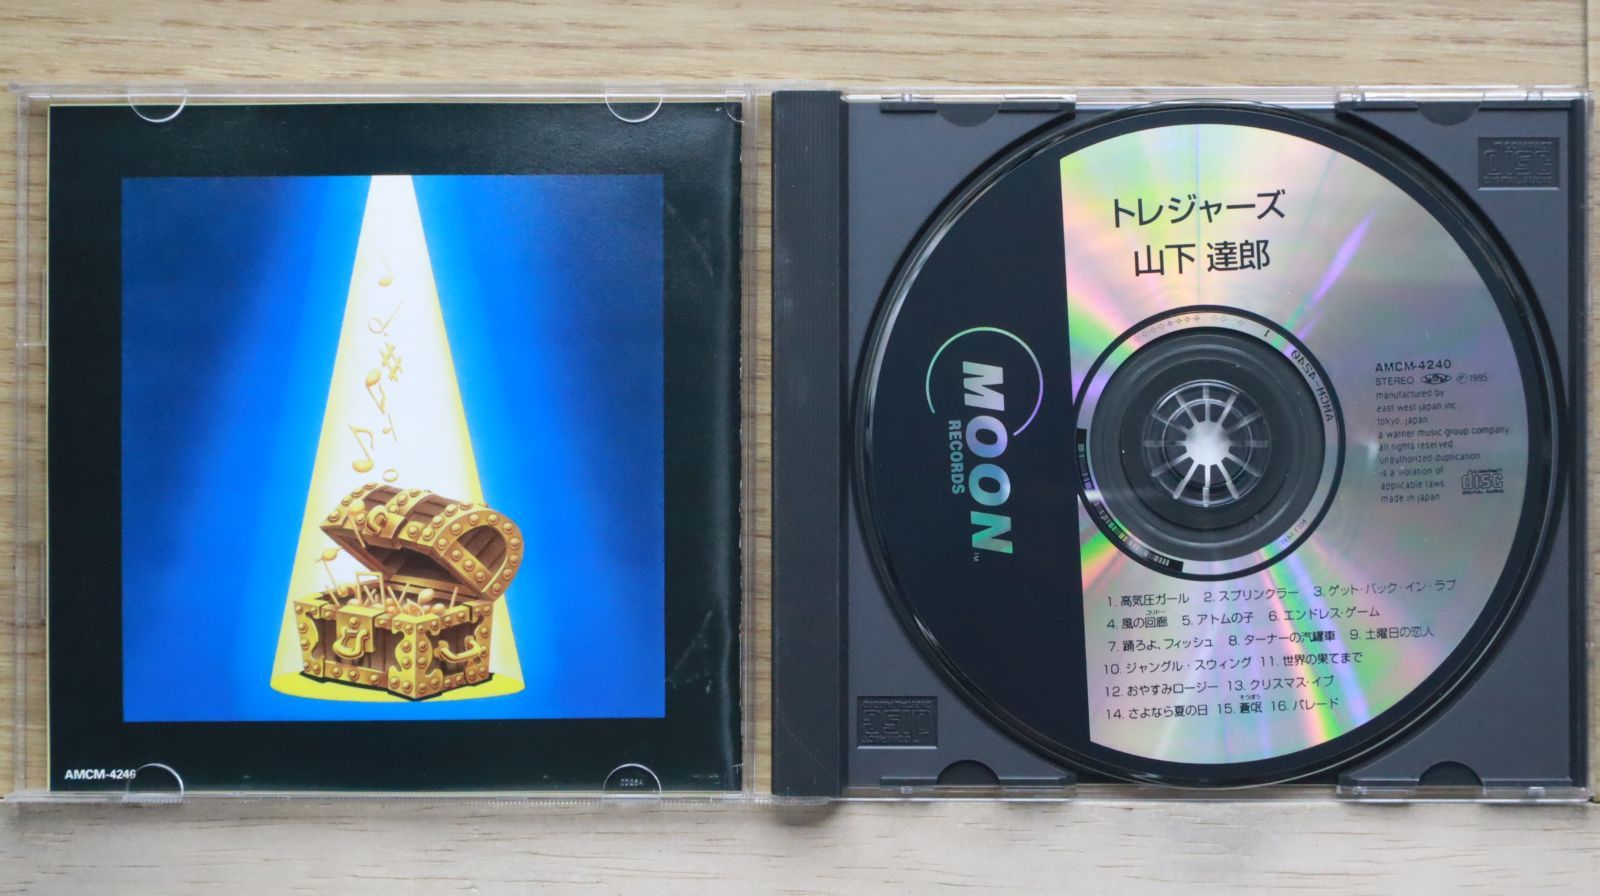 AMCM-4240
トレジャーズ
山下 達郎
MOON
RECORDS
TM
AMCM-4240
STEREO Ⓟ1995
manufactured by
east west japan inc.,
tokyo, japan.
a warner music group company.
all rights reserved.
unauthorized duplication
is a violation of
applicable laws.
made in japan.
COMPACT
disc
DIGITAL AUDIO
1. 高気圧ガール 2. スプリンクラー 3. ゲット・バック・イン・ラブ
4. 風の回廊 5. アトムの子 6. エンドレス・ゲーム
7. 踊ろよ、フィッシュ 8. ターナーの汽罐車 9. 土曜日の恋人
10. ジャングル・スウィング 11. 世界の果てまで
12. おやすみロージー 13. クリスマス・イブ
14. さよなら夏の日 15. 蒼氓 16. パレード